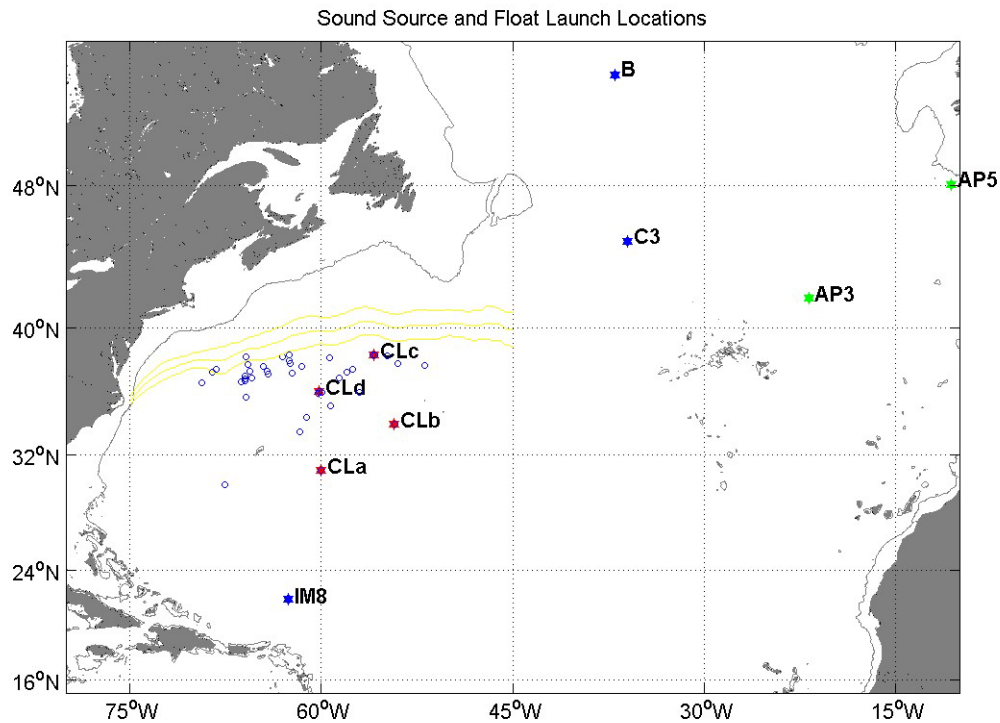 Sound Source and Float Launch Locations
B
48°N
AP5
C3
AP3
40°N
CLc
CLd
CLb
32°N
CLa
24°N
IM8
16°N
75°W
60°W
45°W
30°W
15°W